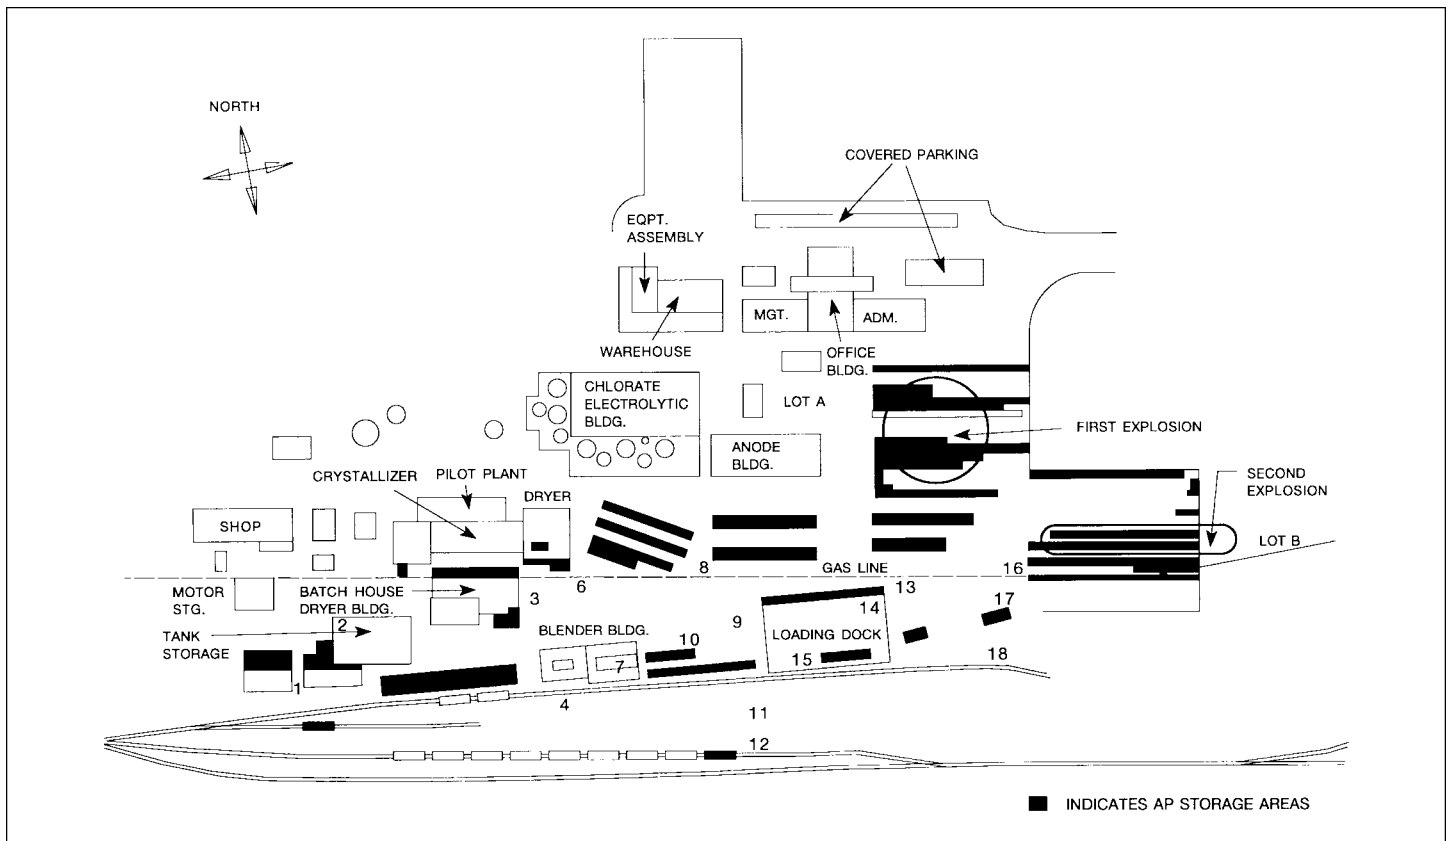 NORTH
COVERED PARKING
EQPT.
ASSEMBLY
MGT.
ADM.
WAREHOUSE
OFFICE
BLDG.
CHLORATE
ELECTROLYTIC
BLDG.
LOT A
FIRST EXPLOSION
ANODE
BLDG.
PILOT PLANT
CRYSTALLIZER
DRYER
SECOND
EXPLOSION
SHOP
LOT B
8
GAS LINE
16
MOTOR
STG.
BATCH HOUSE
DRYER BLDG.
6
13
3
14
17
2
TANK
STORAGE
BLENDER BLDG.
9
10
LOADING DOCK
7
15
18
1
4
11
12
INDICATES AP STORAGE AREAS